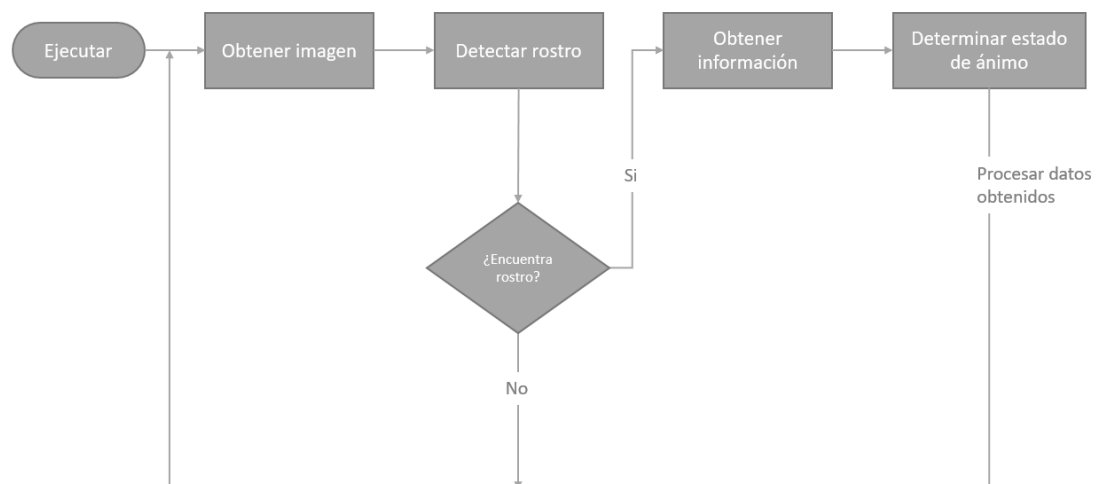 Ejecutar
Obtener imagen
Detectar rostro
Obtener
información
Determinar estado
de ánimo
Si
Procesar datos
obtenidos
¿Encuentra
rostro?
No